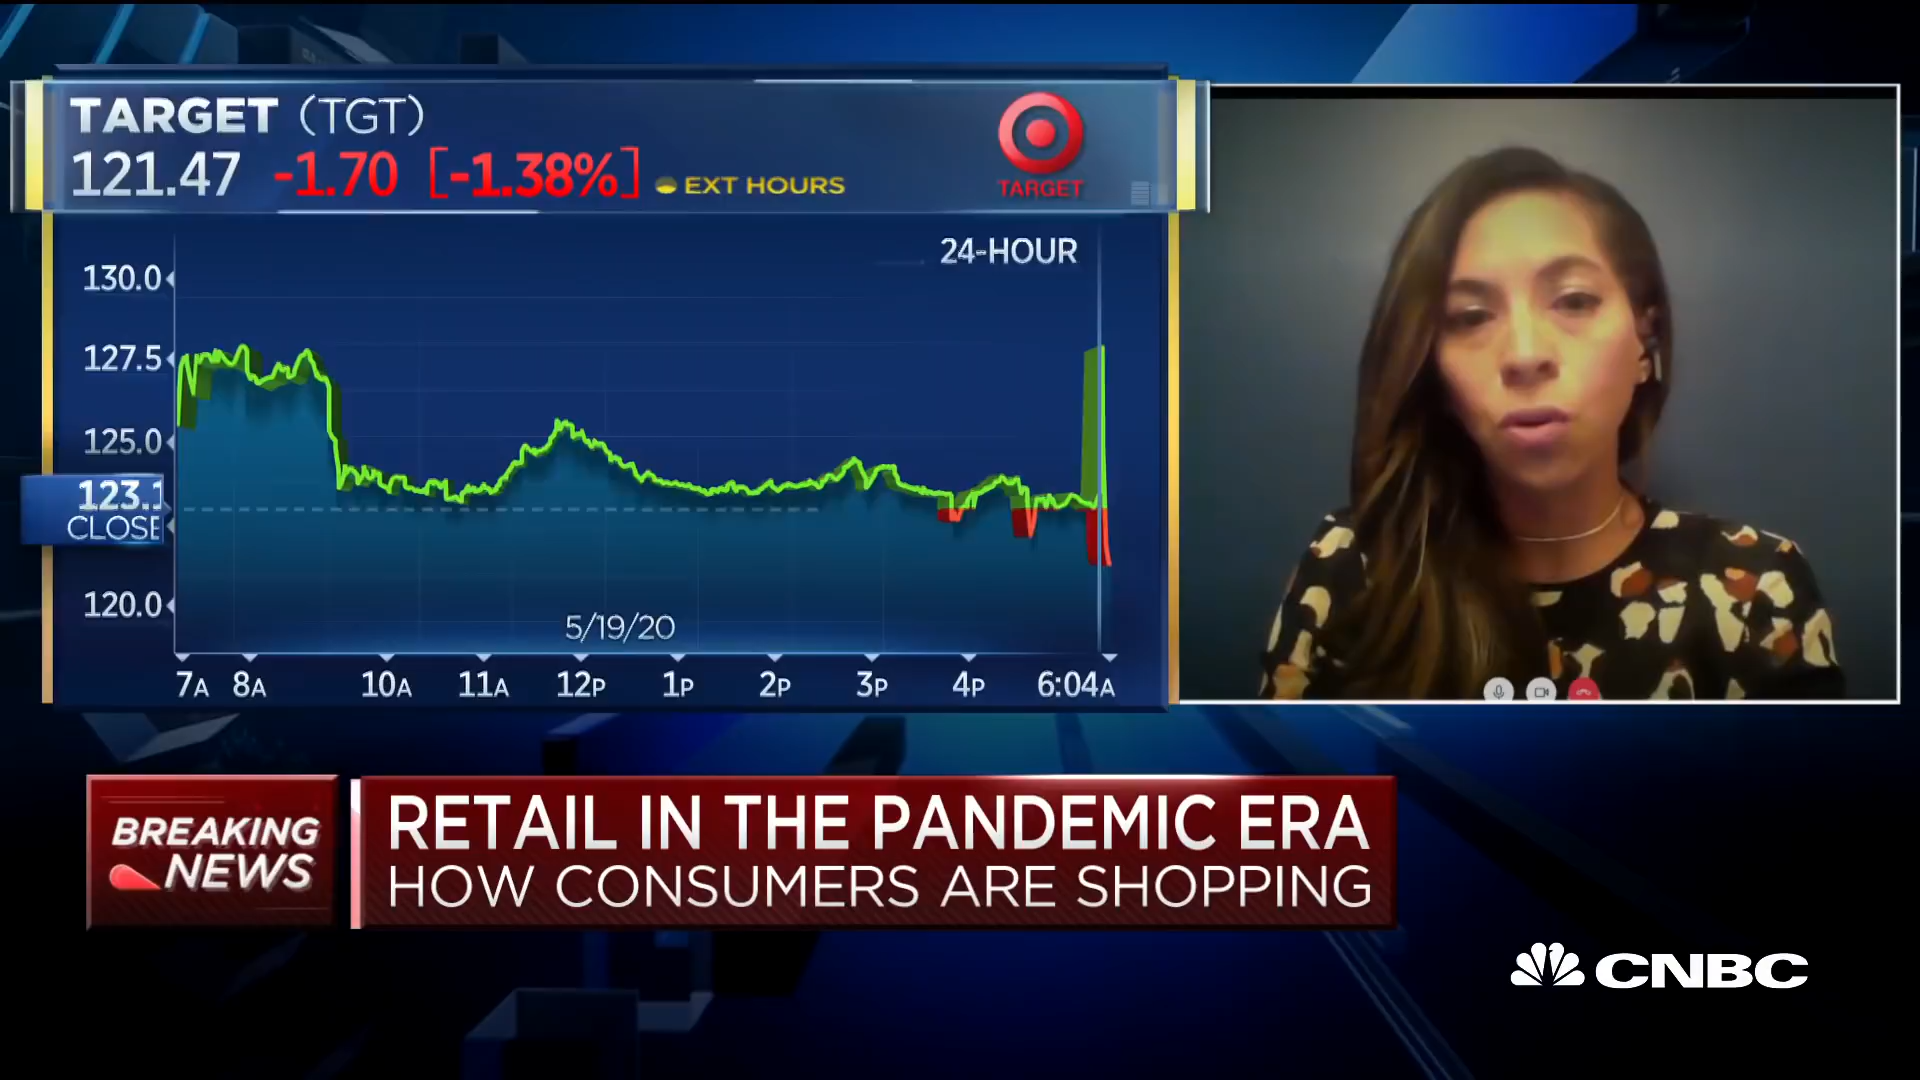 TARGET (TGT)
121.47 -1.70 [-1.38%] EXT HOURS
TARGET
24-HOUR
130.0
127.5
125.0
123.1
CLOSE
120.0
5/19/20
7A 8A 10A 11A 12P 1P 2P 3P 4P 6:04A
BREAKING
NEWS
RETAIL IN THE PANDEMIC ERA
HOW CONSUMERS ARE SHOPPING
CNBC